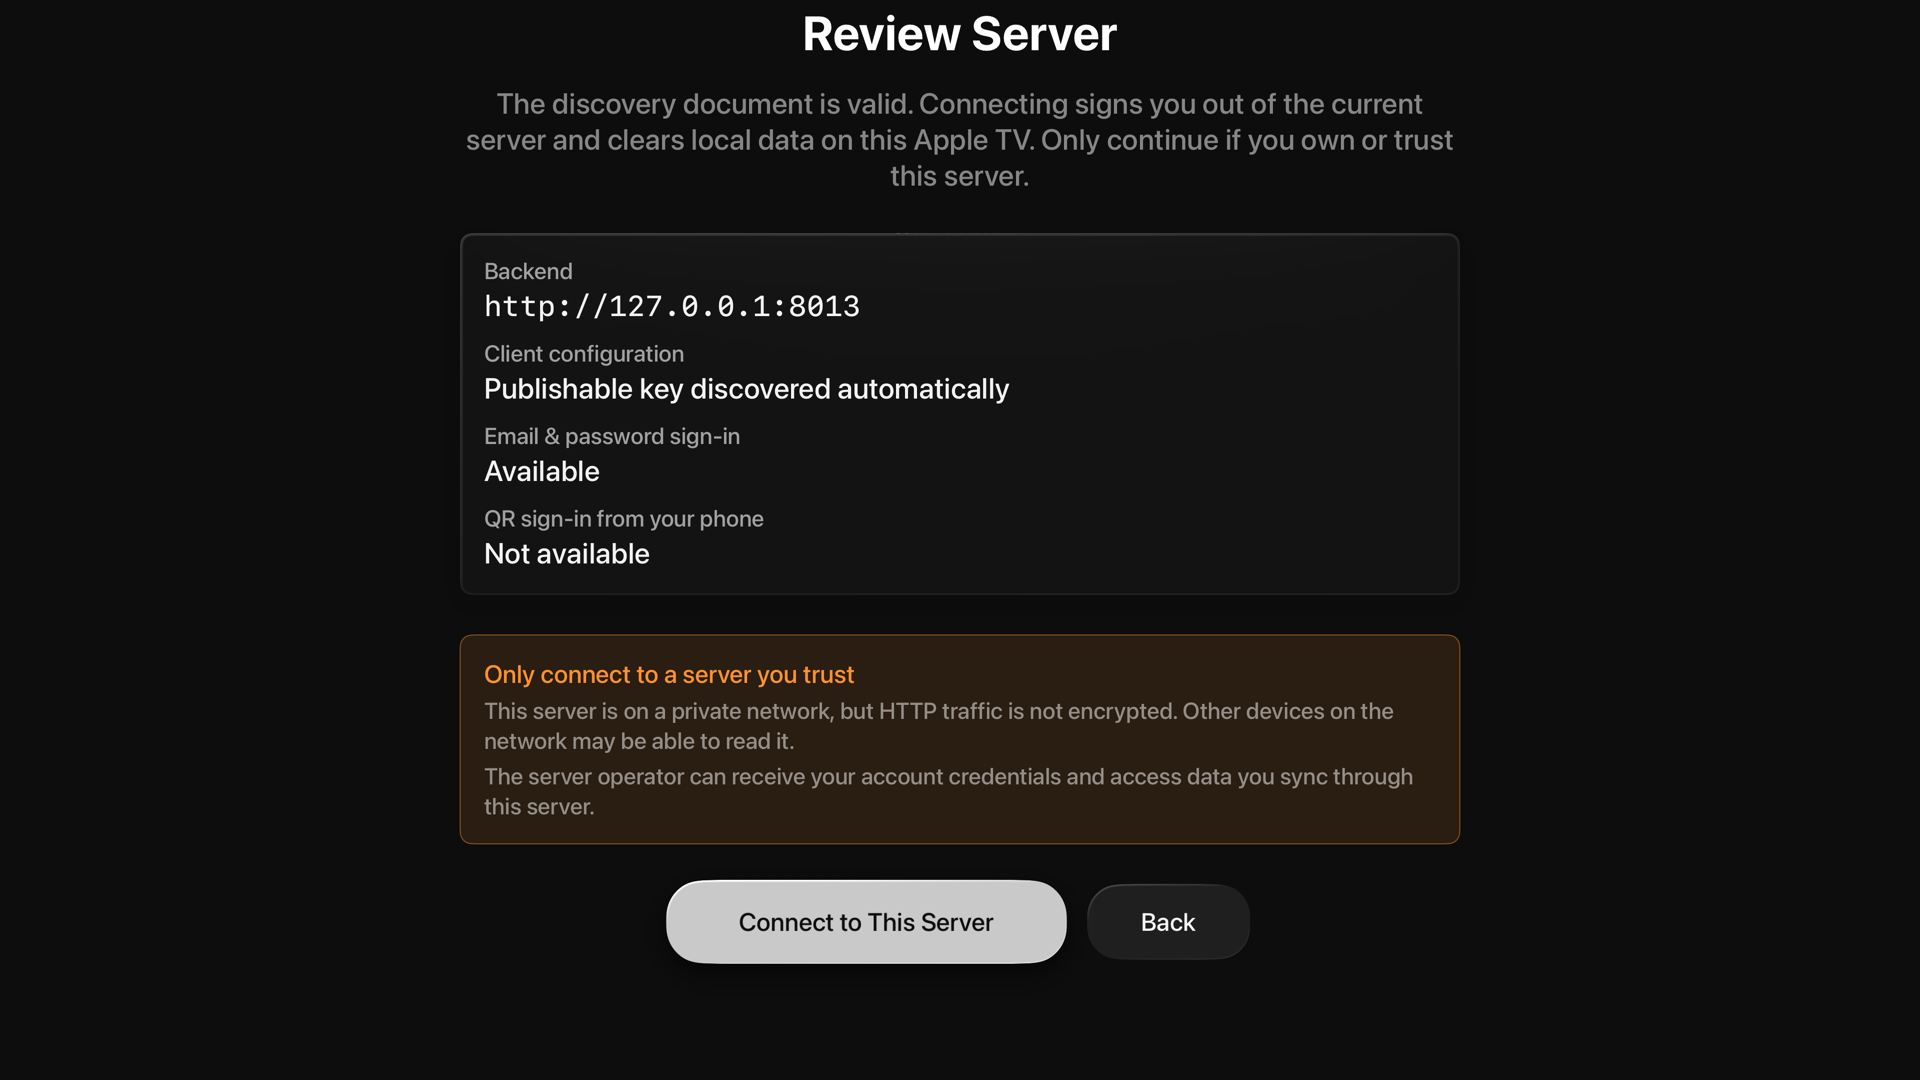 Review Server
The discovery document is valid. Connecting signs you out of the current
server and clears local data on this Apple TV. Only continue if you own or trust
this server.
Backend
http://127.0.0.1:8013
Client configuration
Publishable key discovered automatically
Email & password sign-in
Available
QR sign-in from your phone
Not available
Only connect to a server you trust
This server is on a private network, but HTTP traffic is not encrypted. Other devices on the
network may be able to read it.
The server operator can receive your account credentials and access data you sync through
this server.
Connect to This Server
Back